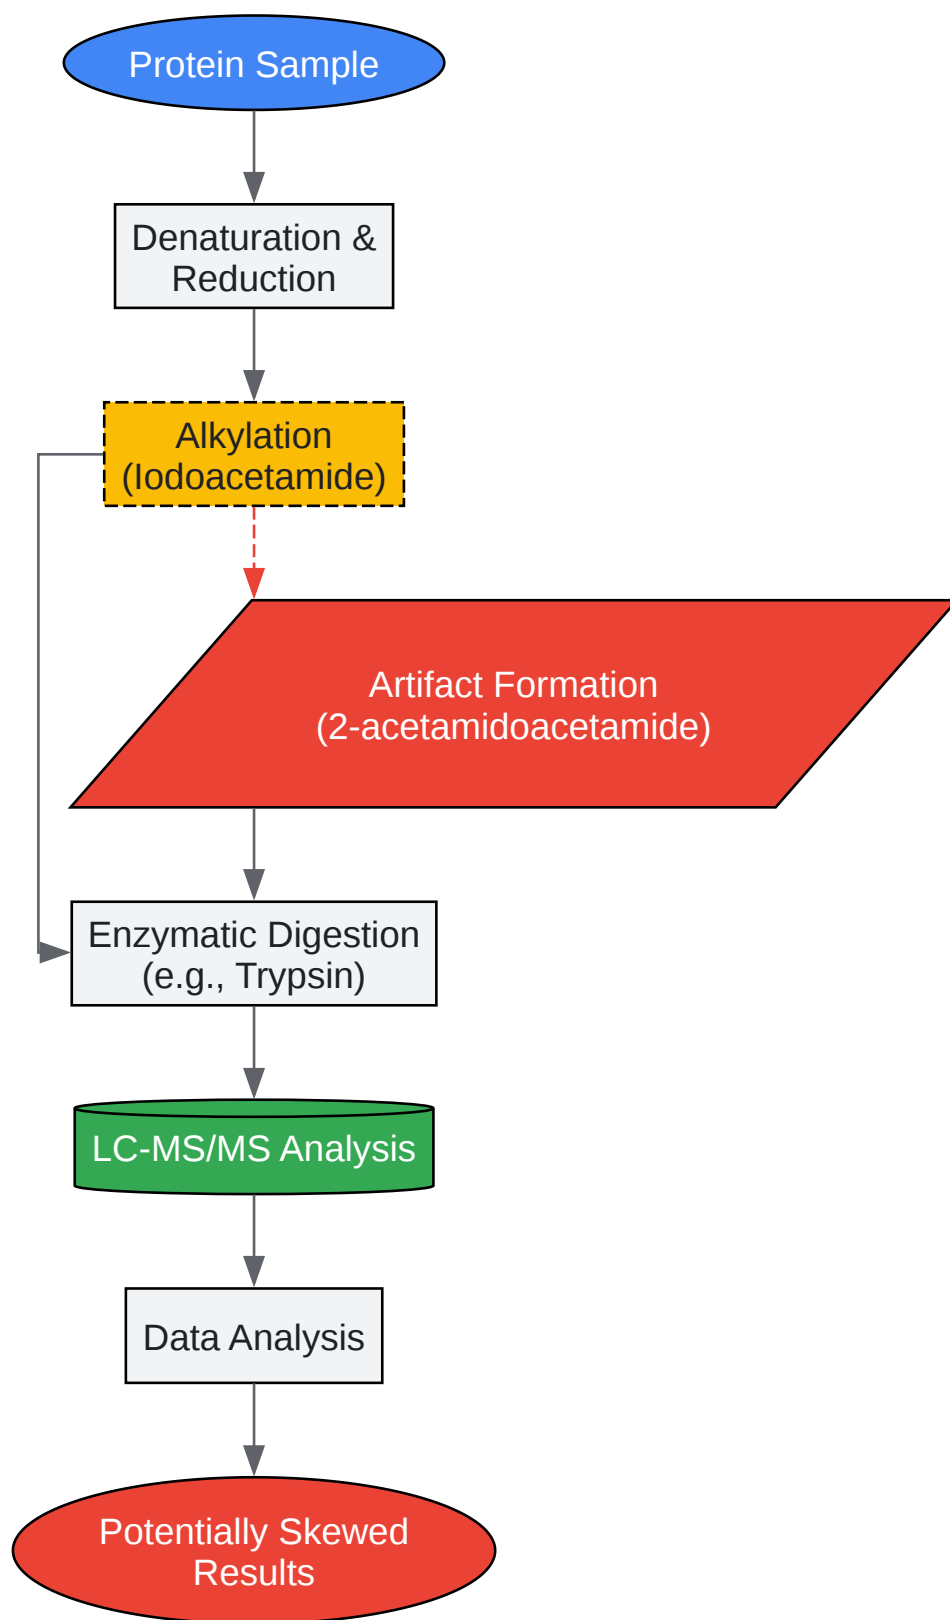 Protein Sample
Denaturation &
Reduction
Alkylation
(Iodoacetamide)
Artifact Formation
(2-acetamidoacetamide)
Enzymatic Digestion
(e.g., Trypsin)
LC-MS/MS Analysis
Data Analysis
Potentially Skewed
Results